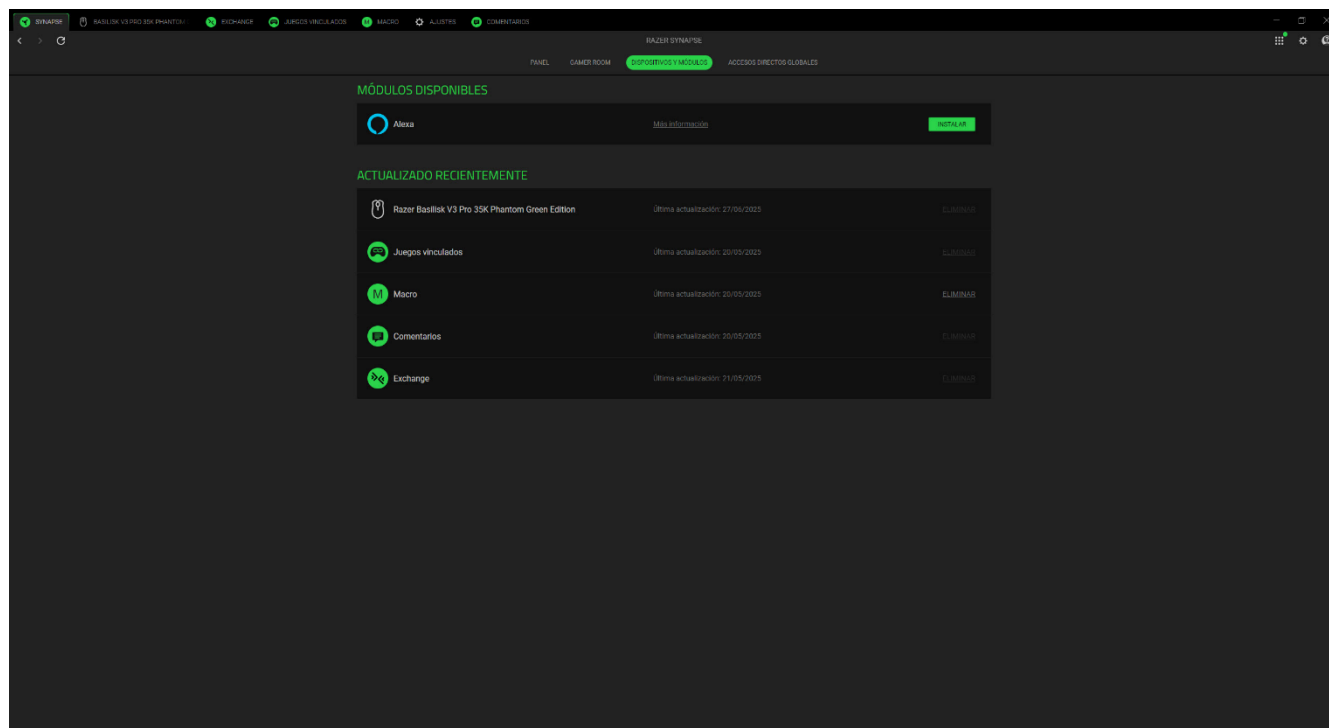 SYNAPSE BASILISK V3 PRO 35K PHANTOM EXCHANGE JUEGOS VINCULADOS MACRO AJUSTES COMENTARIOS
RAZER SYNAPSE
PANEL GAMER ROOM DISPOSITIVOS Y MÓDULOS ACCESOS DIRECTOS GLOBALES
MÓDULOS DISPONIBLES
Alexa Más información INSTALAR
ACTUALIZADO RECIENTEMENTE
Razer Basilisk V3 Pro 35K Phantom Green Edition Última actualización: 27/06/2025 ELIMINAR
Juegos vinculados Última actualización: 20/05/2025 ELIMINAR
M Macro Última actualización: 20/05/2025 ELIMINAR
Comentarios Última actualización: 20/05/2025 ELIMINAR
Exchange Última actualización: 21/05/2025 ELIMINAR